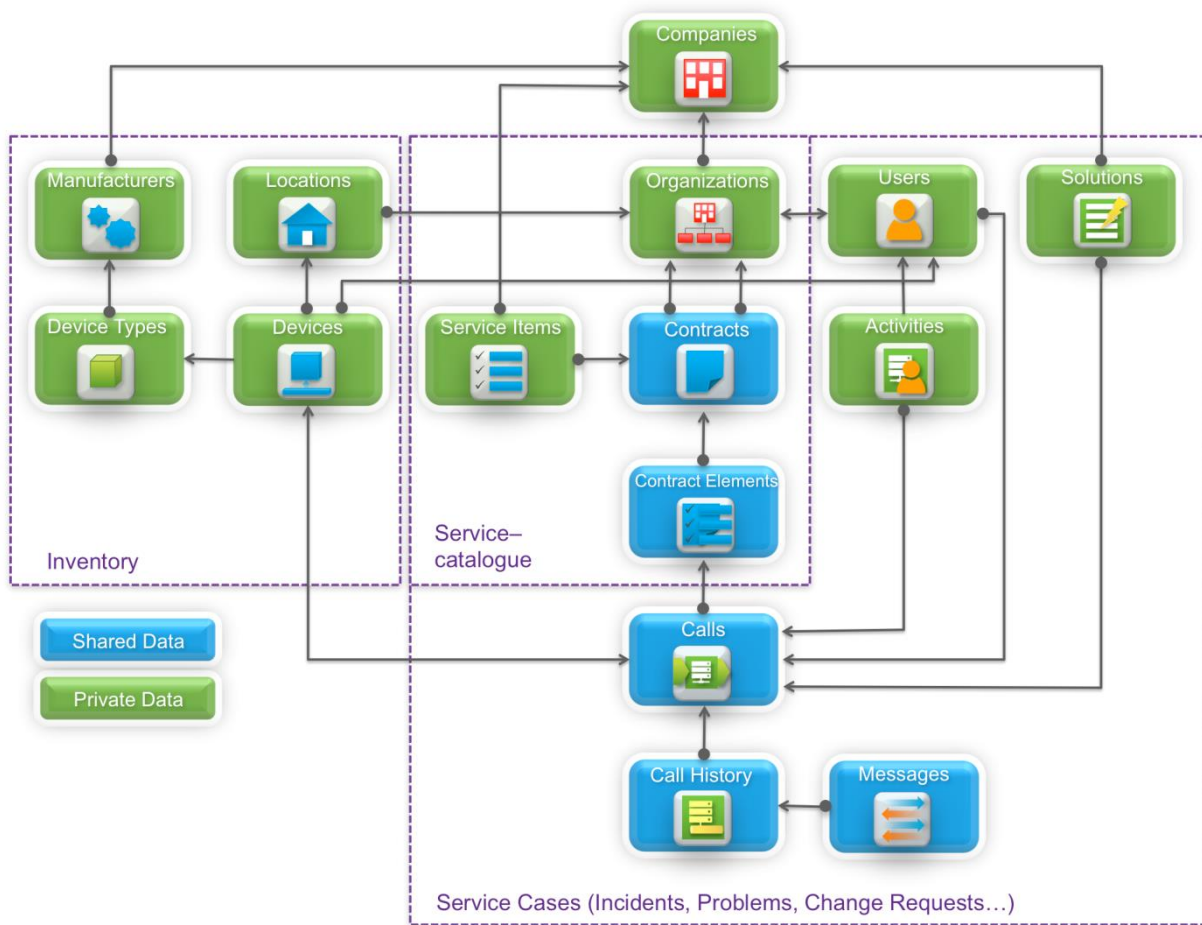 Companies
Manufacturers
Locations
Organizations
Users
Solutions
Device Types
Devices
Service Items
Contracts
Activities
Contract Elements
Inventory
Service–
catalogue
Shared Data
Private Data
Calls
Call History
Messages
Service Cases (Incidents, Problems, Change Requests…)